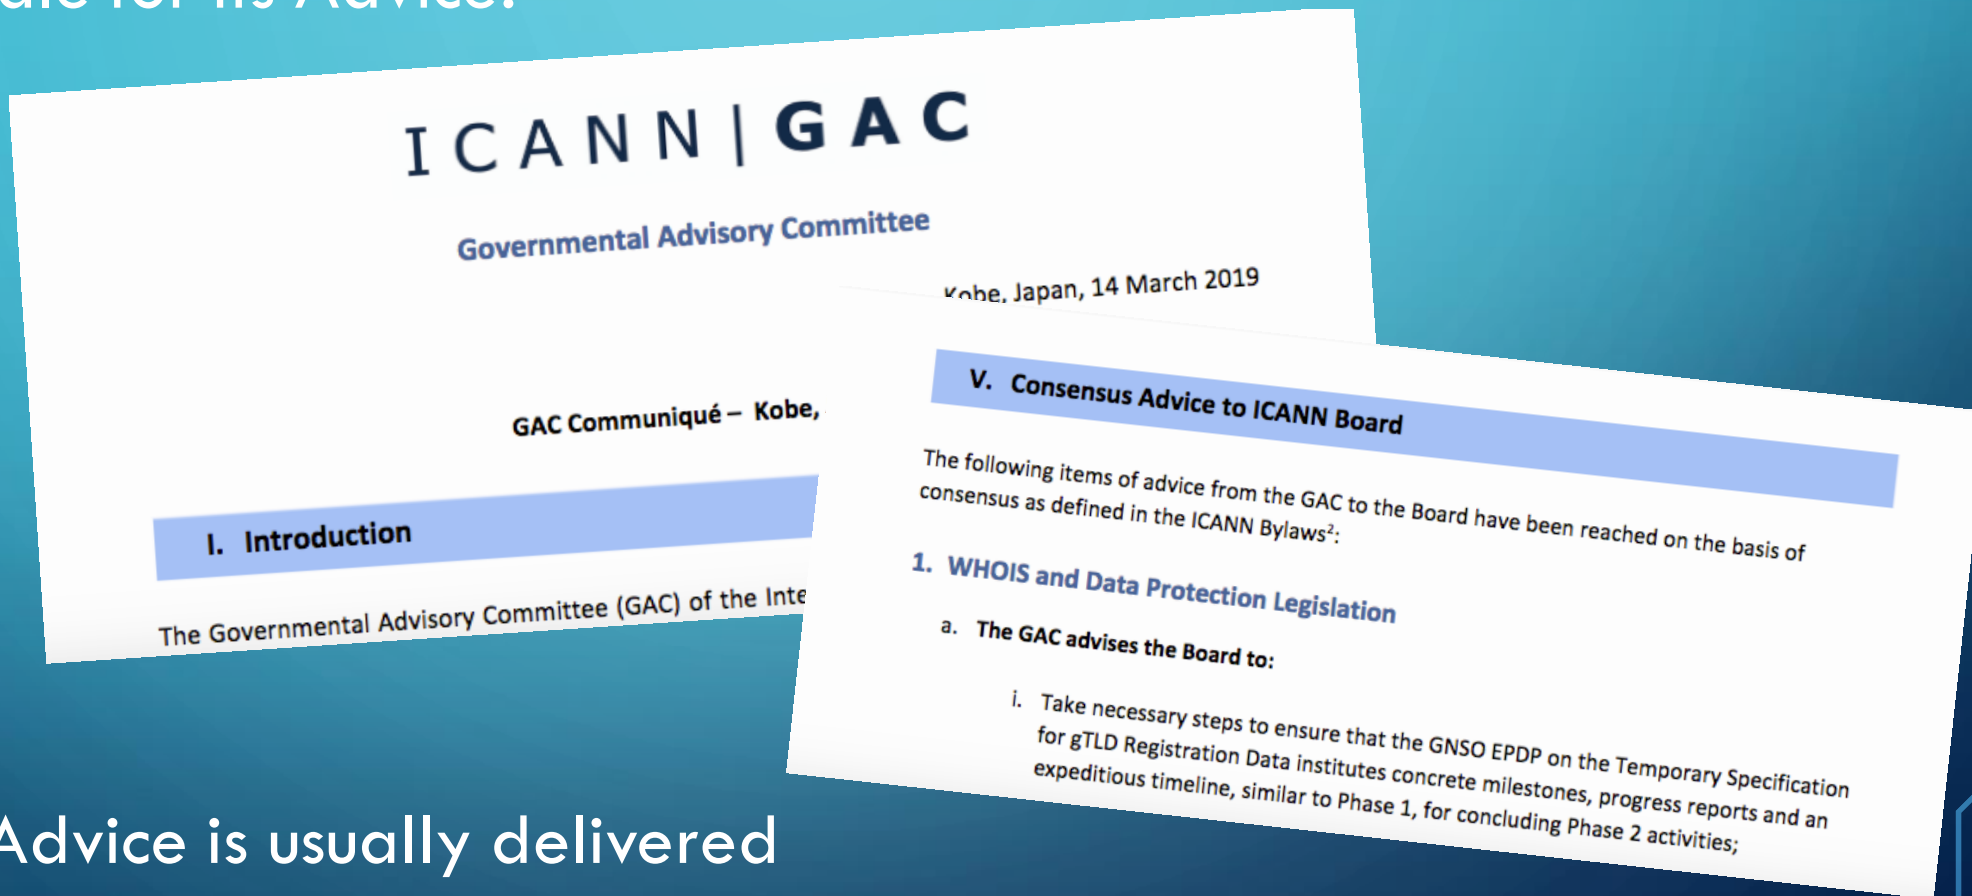 for its Advice.
ICANN|GAC
Governmental Advisory Committee
Kobe, Japan, 14 March 2019
GAC Communiqué – Kobe,
I. Introduction
The Governmental Advisory Committee (GAC) of the Inte
V. Consensus Advice to ICANN Board
The following items of advice from the GAC to the Board have been reached on the basis of
consensus as defined in the ICANN Bylaws²:
1. WHOIS and Data Protection Legislation
a. The GAC advises the Board to:
i. Take necessary steps to ensure that the GNSO EPDP on the Temporary Specification
for gTLD Registration Data institutes concrete milestones, progress reports and an
expeditious timeline, similar to Phase 1, for concluding Phase 2 activities;
Advice is usually delivered